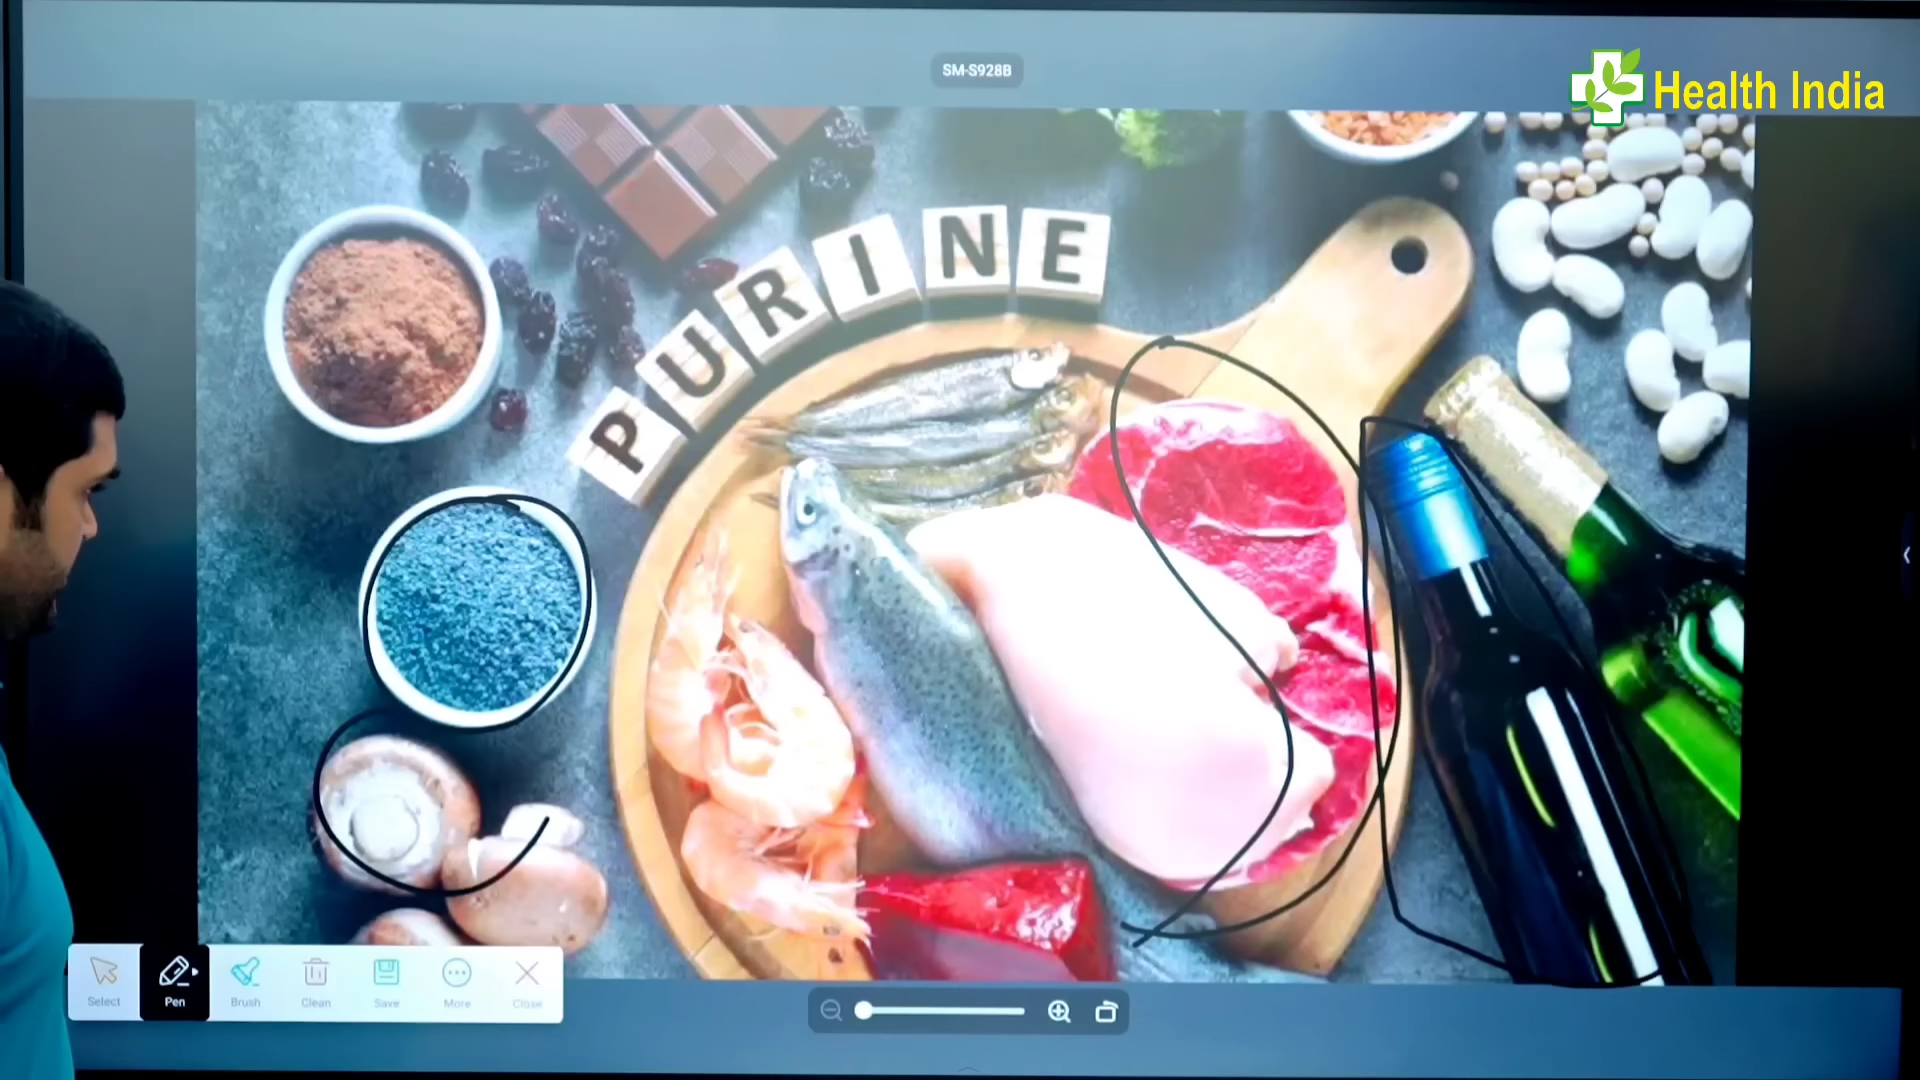 SM-S928B
Health India
PURINE
Select
Pen
Brush
Clean
Save
More
Close